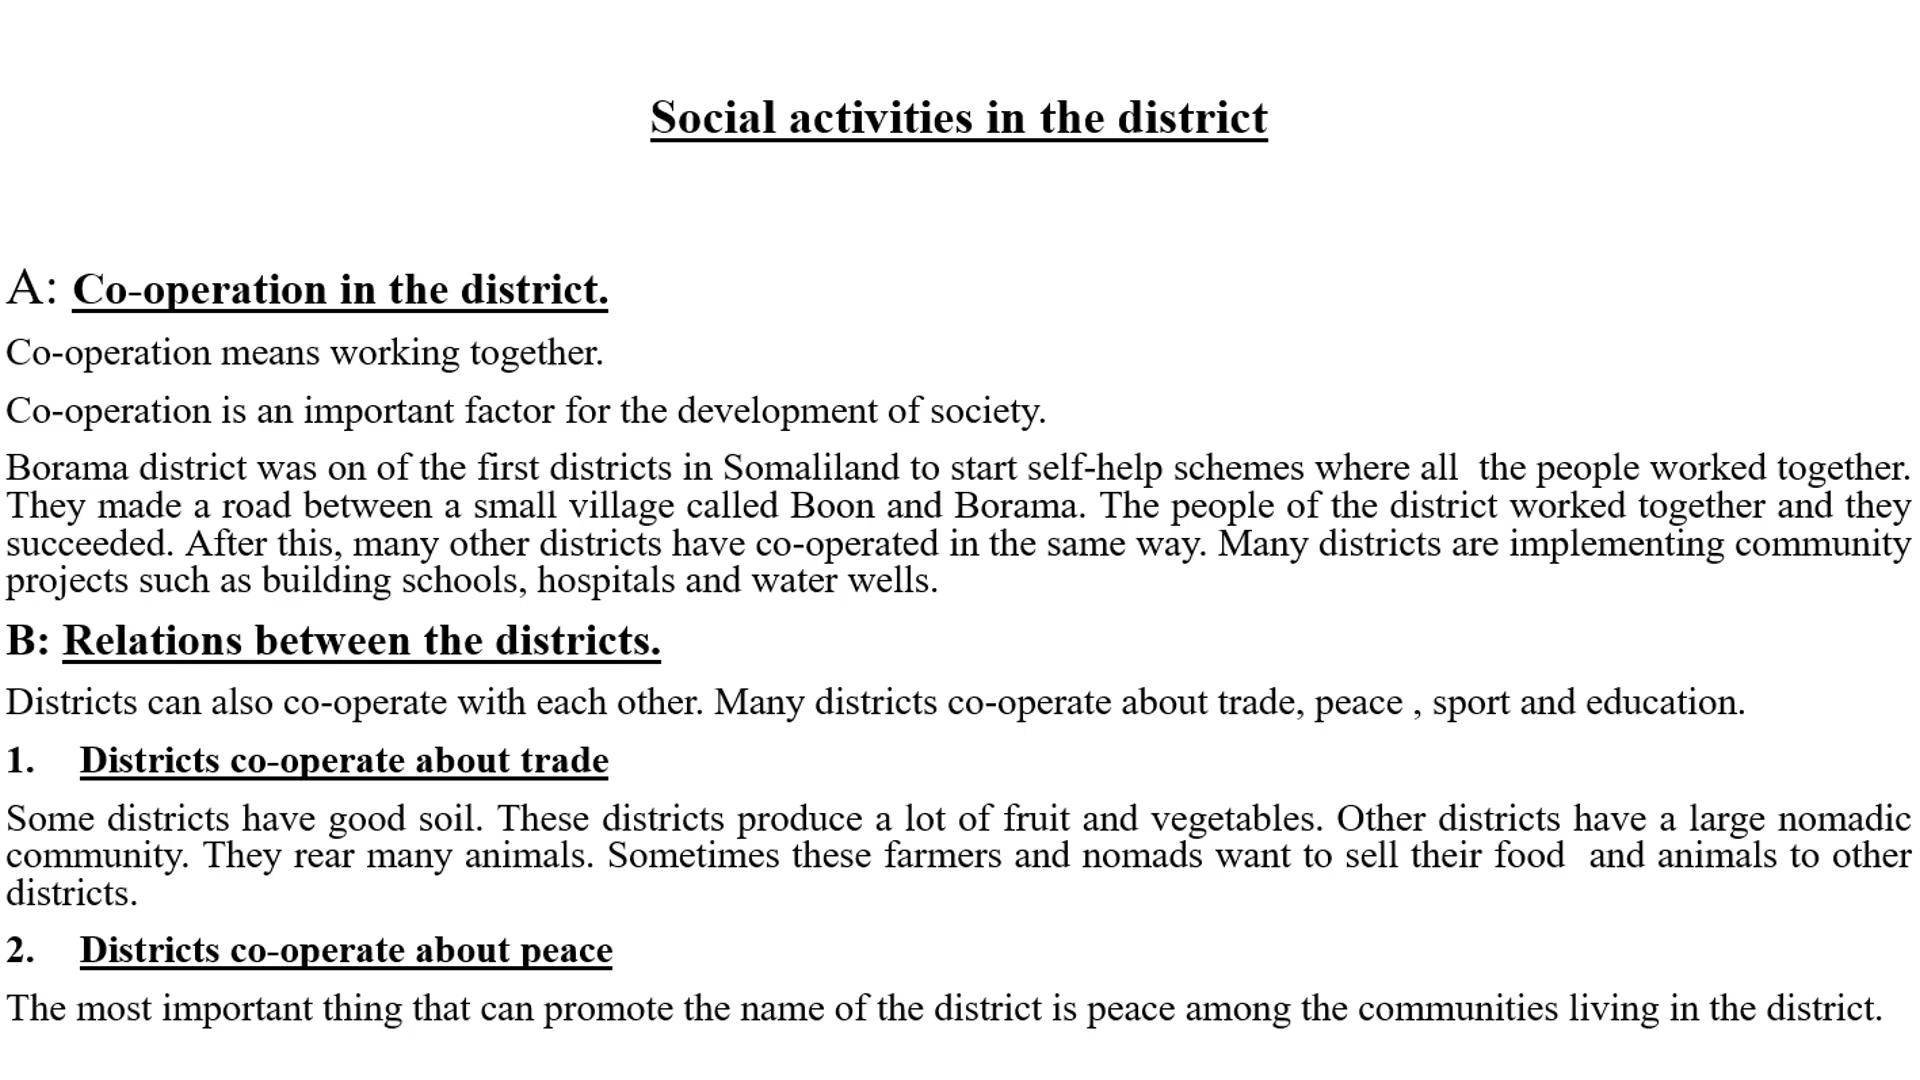 Social activities in the district
A: Co-operation in the district.
Co-operation means working together.
Co-operation is an important factor for the development of society.
Borama district was on of the first districts in Somaliland to start self-help schemes where all  the people worked together.
They made a road between a small village called Boon and Borama. The people of the district worked together and they
succeeded. After this, many other districts have co-operated in the same way. Many districts are implementing community
projects such as building schools, hospitals and water wells.
B: Relations between the districts.
Districts can also co-operate with each other. Many districts co-operate about trade, peace , sport and education.
1. Districts co-operate about trade
Some districts have good soil. These districts produce a lot of fruit and vegetables. Other districts have a large nomadic
community. They rear many animals. Sometimes these farmers and nomads want to sell their food  and animals to other
districts.
2. Districts co-operate about peace
The most important thing that can promote the name of the district is peace among the communities living in the district.